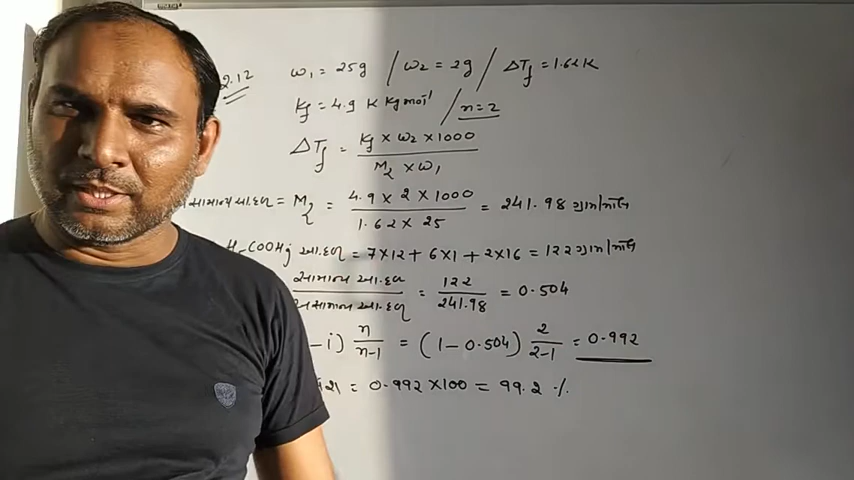 2.12
ω₁ = 25g / ω₂ = 2g / ΔTf = 1.62 K
Kf = 4.9 K Kg mol⁻¹ / n = 2
ΔTf = Kf × ω₂ × 1000 / M₂ × ω₁
અસામાન્ય આ.દળ = M₂ = 4.9 × 2 × 1000 / 1.62 × 25 = 241.98 ગ્રામ/મોલ
H₅COOH નું આ.દળ = 7×12 + 6×1 + 2×16 = 122 ગ્રામ/મોલ
સામાન્ય આ.દળ / અસામાન્ય આ.દળ = 122 / 241.98 = 0.504
– i) n / n-1 = (1 – 0.504) 2 / 2-1 = 0.992
= 0.992 × 100 = 99.2 %